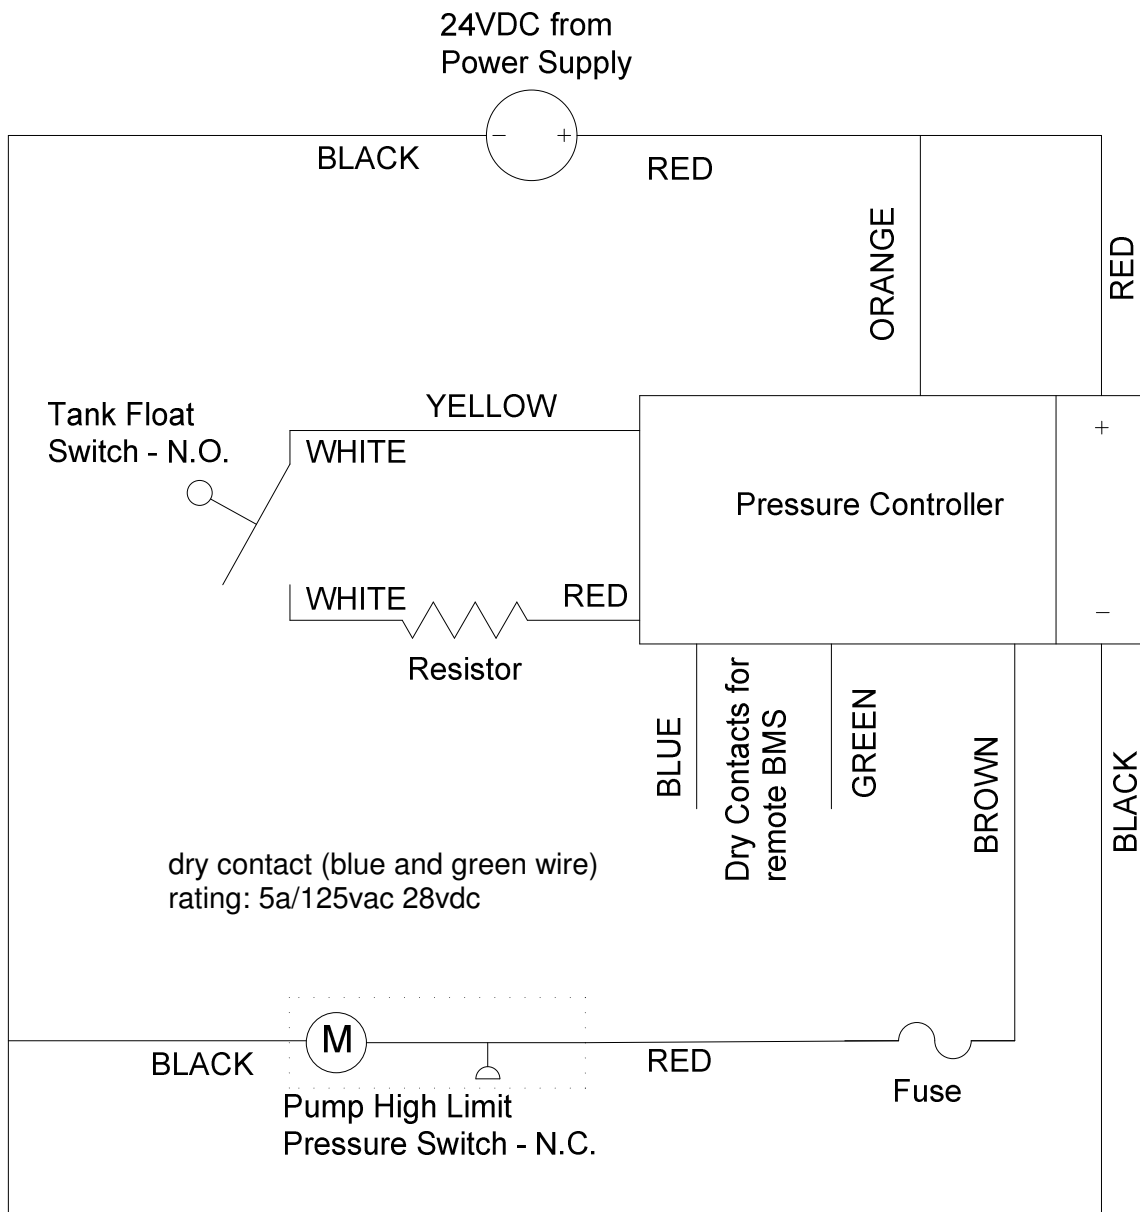 24VDC from
Power Supply
−
+
BLACK
RED
ORANGE
RED
Tank Float
Switch - N.O.
YELLOW
WHITE
+
Pressure Controller
WHITE
RED
−
Resistor
BLUE
Dry Contacts for
remote BMS
GREEN
BROWN
BLACK
dry contact (blue and green wire)
rating: 5a/125vac 28vdc
M
BLACK
RED
Fuse
Pump High Limit
Pressure Switch - N.C.